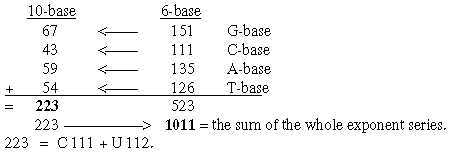 10-base 6-base
67 <—— 151 G-base
43 <—— 111 C-base
59 <—— 135 A-base
+ 54 <—— 126 T-base
= 223 523
223 ————> 1011 = the sum of the whole exponent series.
223 = C 111 + U 112.